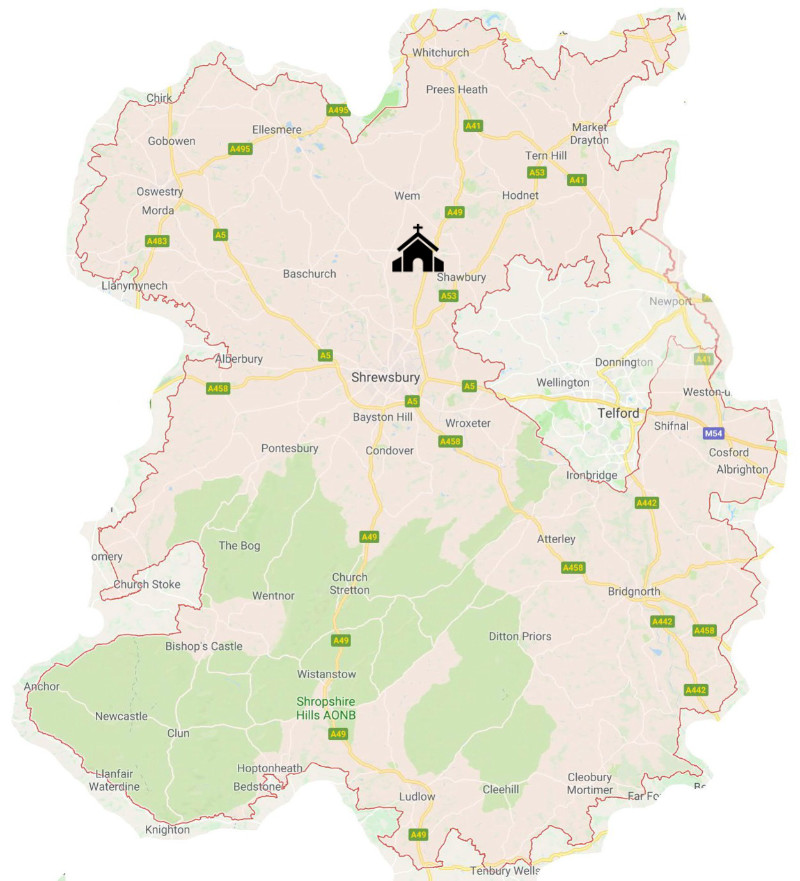 M
Whitchurch
Prees Heath
Chirk
A495
Ellesmere
A41
Market
Drayton
Gobowen
A495
Tern Hill
A53
A41
Oswestry
Wem
Hodnet
Morda
A49
A5
A483
Baschurch
Shawbury
Llanymynech
A53
Newport
Alberbury
A5
A41
Donnington
Shrewsbury
Wellington
A458
A5
Weston-u
A5
Telford
Bayston Hill
Wroxeter
Shifnal
M54
A458
Pontesbury
Condover
Cosford
Albrighton
Ironbridge
A442
A49
Atterley
The Bog
omery
A458
Church Stoke
Church
Stretton
Wentnor
Bridgnorth
A442
A458
Bishop's Castle
A49
Ditton Priors
Wistanstow
Anchor
A442
Shropshire
Hills AONB
Newcastle
Clun
A49
Llanfair
Waterdine
Hoptonheath
Bedstone
Cleobury
Mortimer
Cleehill
Ludlow
Far Fo
Be
Knighton
A49
Tenbury Wells